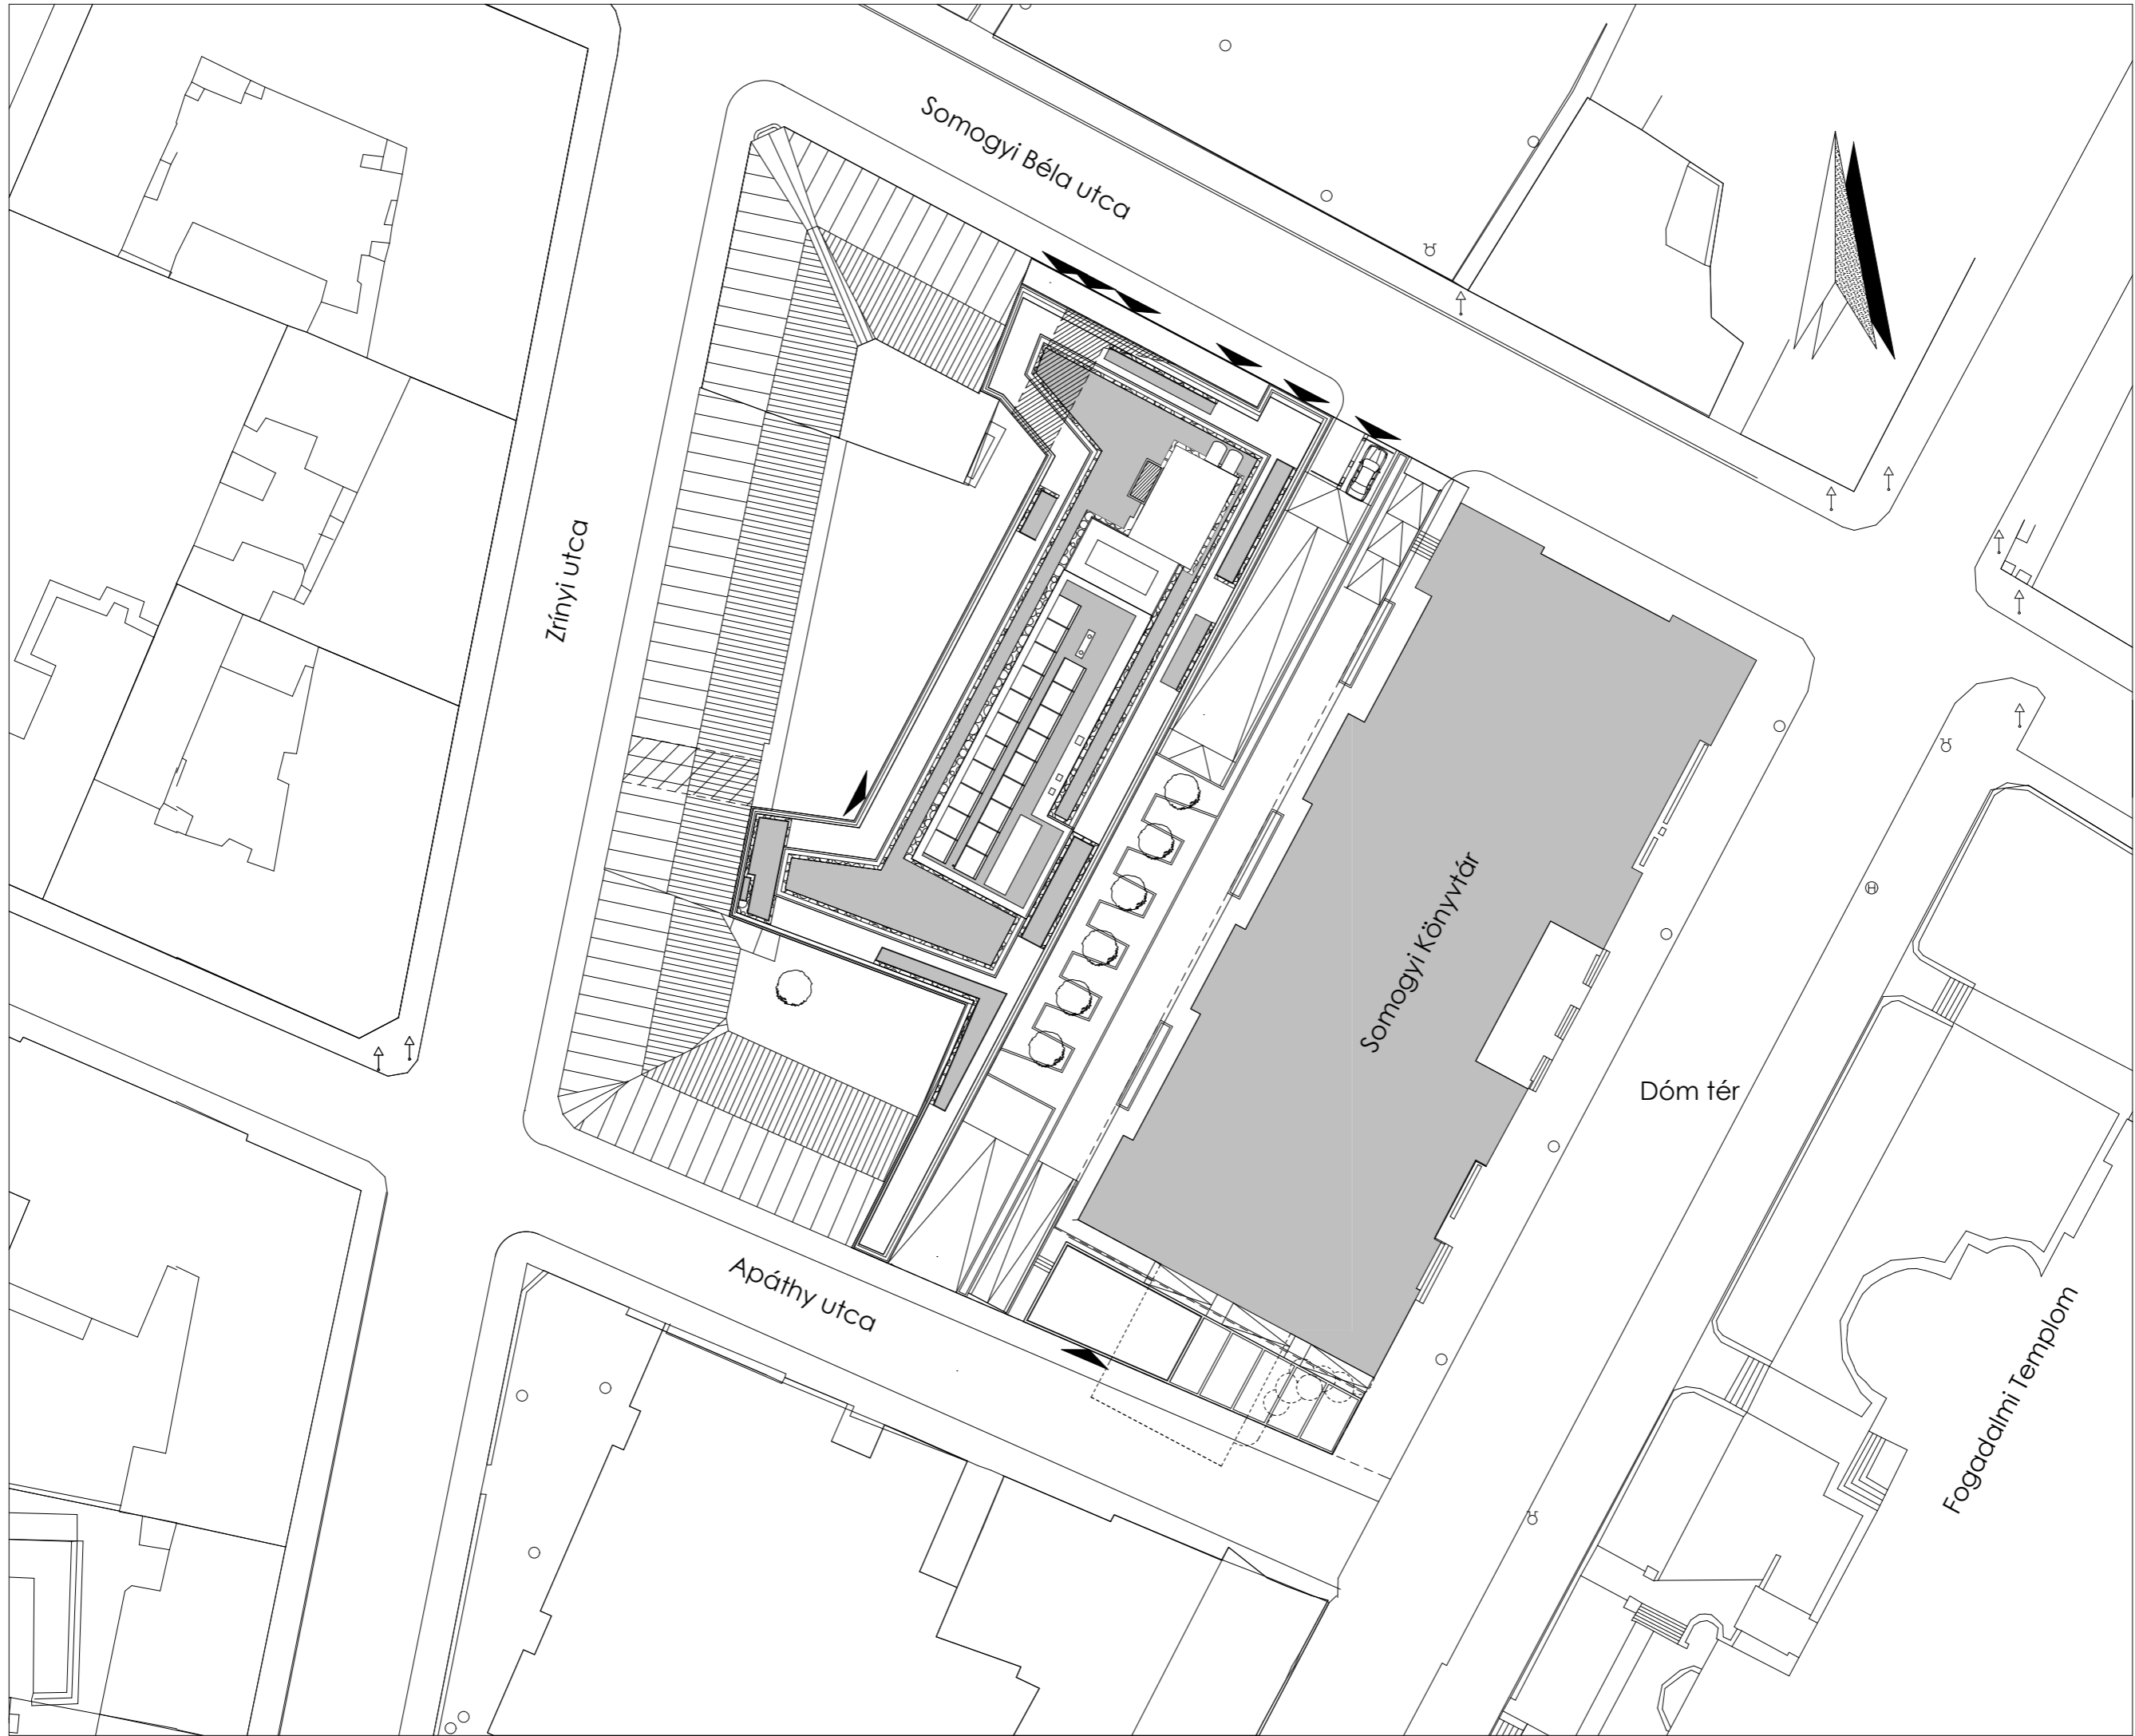 Somogyi Béla utca
Zrínyi utca
Somogyi Könyvtár
Dóm tér
Apáthy utca
Fogadalmi Templom
H